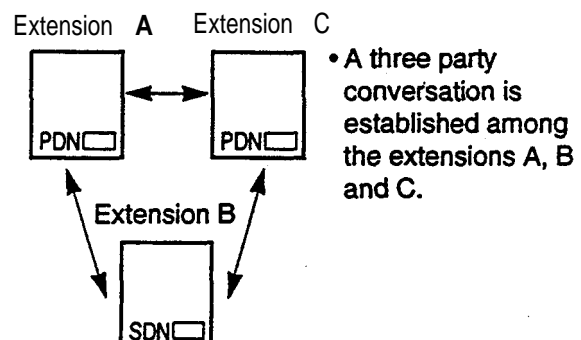 Extension A Extension C
PDN PDN
Extension B
SDN
• A three party
conversation is
established among
the extensions A, B
and C.